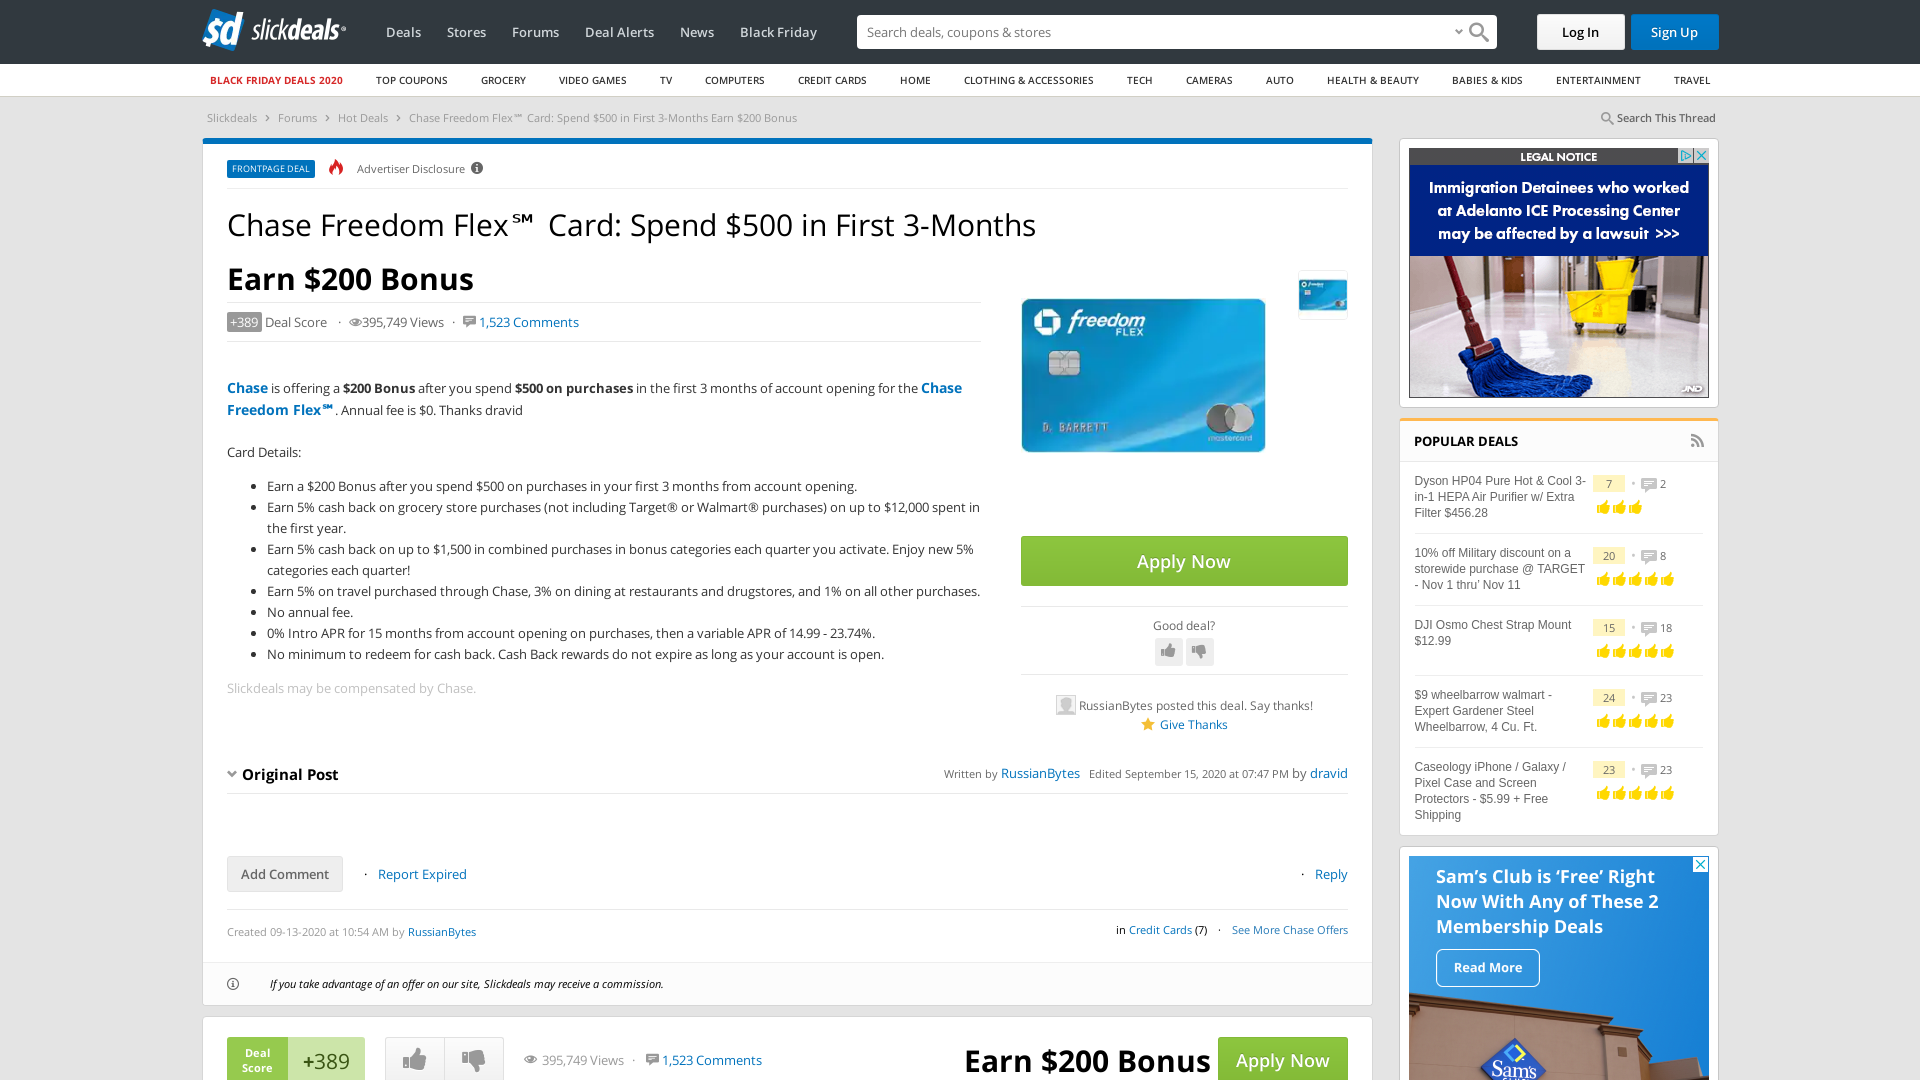 sd slickdeals
Deals Stores Forums Deal Alerts News Black Friday
Search deals, coupons & stores
Log In Sign Up
BLACK FRIDAY DEALS 2020 TOP COUPONS GROCERY VIDEO GAMES TV COMPUTERS CREDIT CARDS HOME CLOTHING & ACCESSORIES TECH CAMERAS AUTO HEALTH & BEAUTY BABIES & KIDS ENTERTAINMENT TRAVEL
Slickdeals > Forums > Hot Deals > Chase Freedom Flex℠ Card: Spend $500 in First 3-Months Earn $200 Bonus
Search This Thread
FRONTPAGE DEAL Advertiser Disclosure
Chase Freedom Flex℠ Card: Spend $500 in First 3-Months
Earn $200 Bonus
+389 Deal Score · 395,749 Views · 1,523 Comments
Chase is offering a $200 Bonus after you spend $500 on purchases in the first 3 months of account opening for the Chase
Freedom Flex℠. Annual fee is $0. Thanks dravid
Card Details:
• Earn a $200 Bonus after you spend $500 on purchases in your first 3 months from account opening.
• Earn 5% cash back on grocery store purchases (not including Target® or Walmart® purchases) on up to $12,000 spent in
the first year.
• Earn 5% cash back on up to $1,500 in combined purchases in bonus categories each quarter you activate. Enjoy new 5%
categories each quarter!
• Earn 5% on travel purchased through Chase, 3% on dining at restaurants and drugstores, and 1% on all other purchases.
• No annual fee.
• 0% Intro APR for 15 months from account opening on purchases, then a variable APR of 14.99 - 23.74%.
• No minimum to redeem for cash back. Cash Back rewards do not expire as long as your account is open.
Slickdeals may be compensated by Chase.
freedom
FLEX
D. GARRETT
mastercard
Apply Now
Good deal?
RussianBytes posted this deal. Say thanks!
Give Thanks
Original Post
Written by RussianBytes Edited September 15, 2020 at 07:47 PM by dravid
Add Comment · Report Expired
· Reply
Created 09-13-2020 at 10:54 AM by RussianBytes
in Credit Cards (7) · See More Chase Offers
If you take advantage of an offer on our site, Slickdeals may receive a commission.
Deal
Score
+389
395,749 Views · 1,523 Comments
Earn $200 Bonus
Apply Now
LEGAL NOTICE
Immigration Detainees who worked
at Adelanto ICE Processing Center
may be affected by a lawsuit >>>
JND
POPULAR DEALS
Dyson HP04 Pure Hot & Cool 3-
in-1 HEPA Air Purifier w/ Extra
Filter $456.28
7 • 2
10% off Military discount on a
storewide purchase @ TARGET
- Nov 1 thru' Nov 11
20 • 8
DJI Osmo Chest Strap Mount
$12.99
15 • 18
$9 wheelbarrow walmart -
Expert Gardener Steel
Wheelbarrow, 4 Cu. Ft.
24 • 23
Caseology iPhone / Galaxy /
Pixel Case and Screen
Protectors - $5.99 + Free
Shipping
23 • 23
Sam's Club is ‘Free’ Right
Now With Any of These 2
Membership Deals
Read More
Sam's